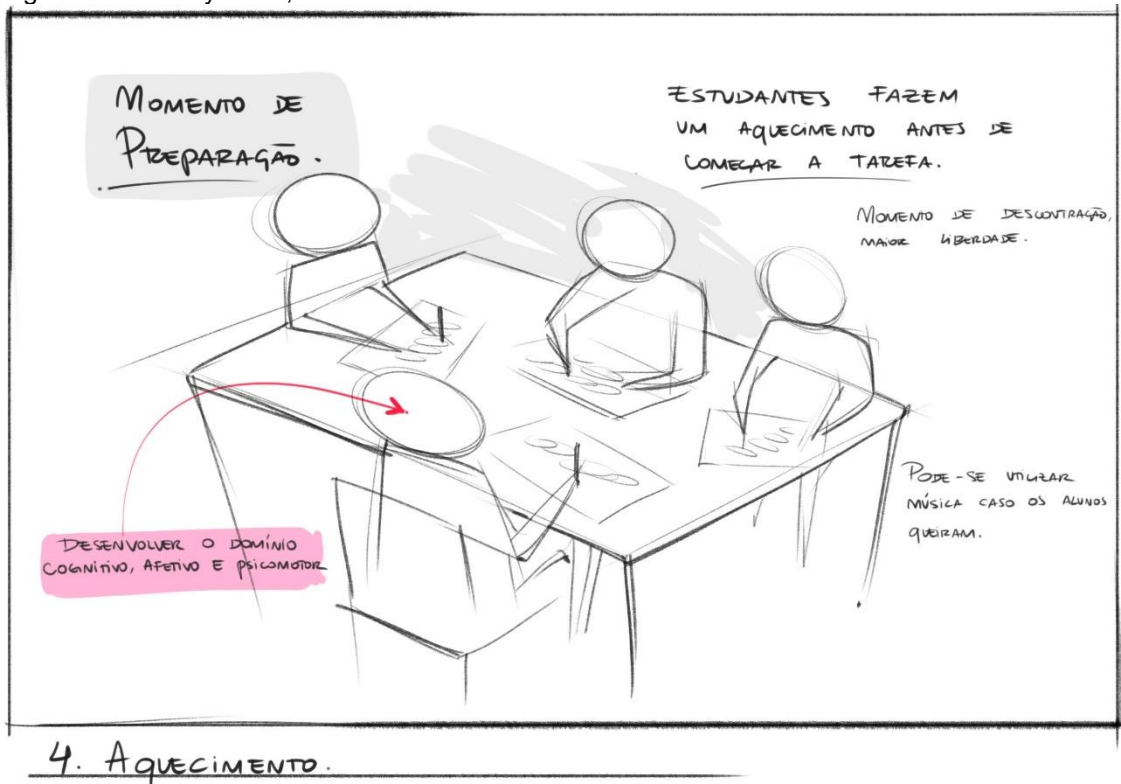 MOMENTO DE
PREPARAÇÃO.
ESTUDANTES FAZEM
UM AQUECIMENTO ANTES DE
COMEÇAR A TAREFA.
MOMENTO DE DESCONTRAÇÃO,
MAIOR LIBERDADE.
PODE-SE UTILIZAR
MÚSICA CASO OS ALUNOS
QUEIRAM.
DESENVOLVER O DOMÍNIO
COGNITIVO, AFETIVO E PSICOMOTOR
4. AQUECIMENTO.